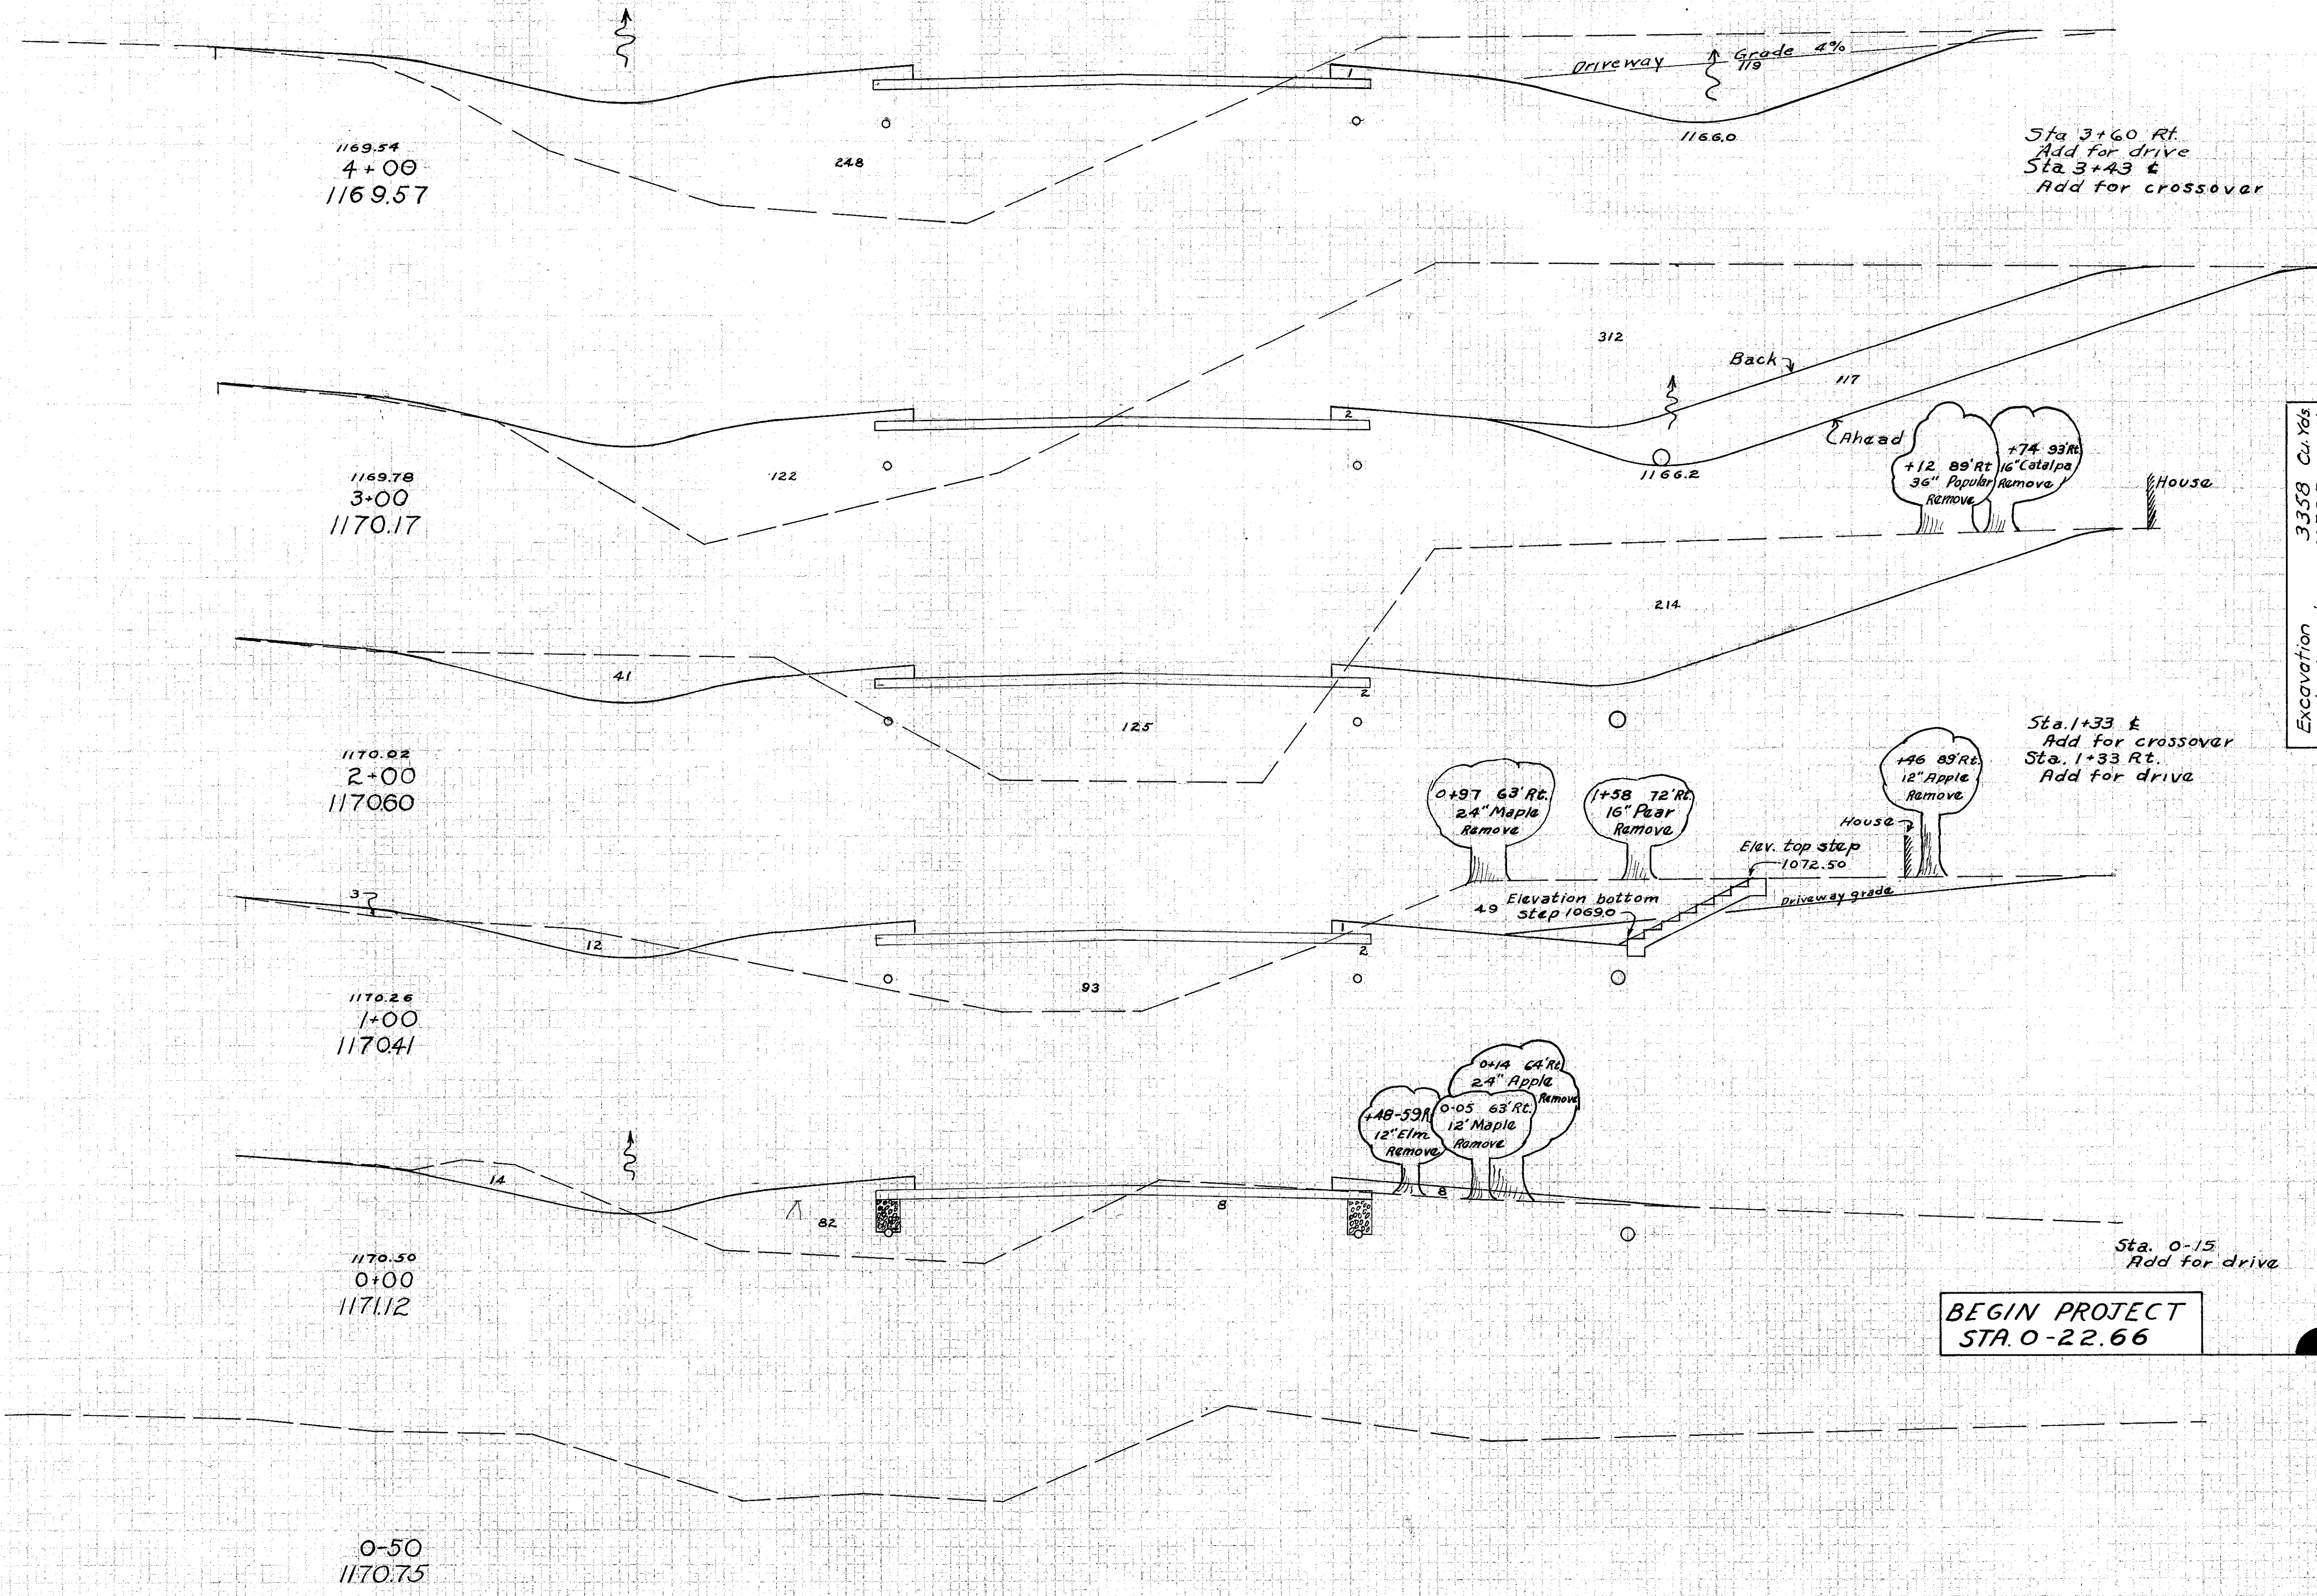 Driveway Grade 4%
119
1
1166.0
1169.54
4+00
1169.57
248
Sta 3+60 Rt.
Add for drive
Sta 3+43 ℄
Add for crossover
312
Back
117
Ahead
2
1166.2
1169.78
3+00
1170.17
122
+12 89'Rt
36" Popular
Remove
+74 93'Rt
16" Catalpa
Remove
House
3358 Cu.Yds.
Excavation
214
41
2
125
1170.02
2+00
1170.60
Sta. 1+33 ℄
Add for crossover
Sta. 1+33 Rt.
Add for drive
0+97 63'Rt.
24" Maple
Remove
1+58 72'Rt.
16" Pear
Remove
+46 89'Rt.
12" Apple
Remove
House
Elev. top step
1072.50
Driveway grade
49 Elevation bottom
step 1069.0
3
12
1
2
93
1170.26
1+00
1170.41
0+14 64'Rt.
24" Apple
Remove
+48-59'R
12" Elm
Remove
0-05 63'Rt.
12' Maple
Remove
14
82
8
8
1170.50
0+00
1171.12
Sta. 0-15
Add for drive
BEGIN PROJECT
STA. 0-22.66
0-50
1170.75